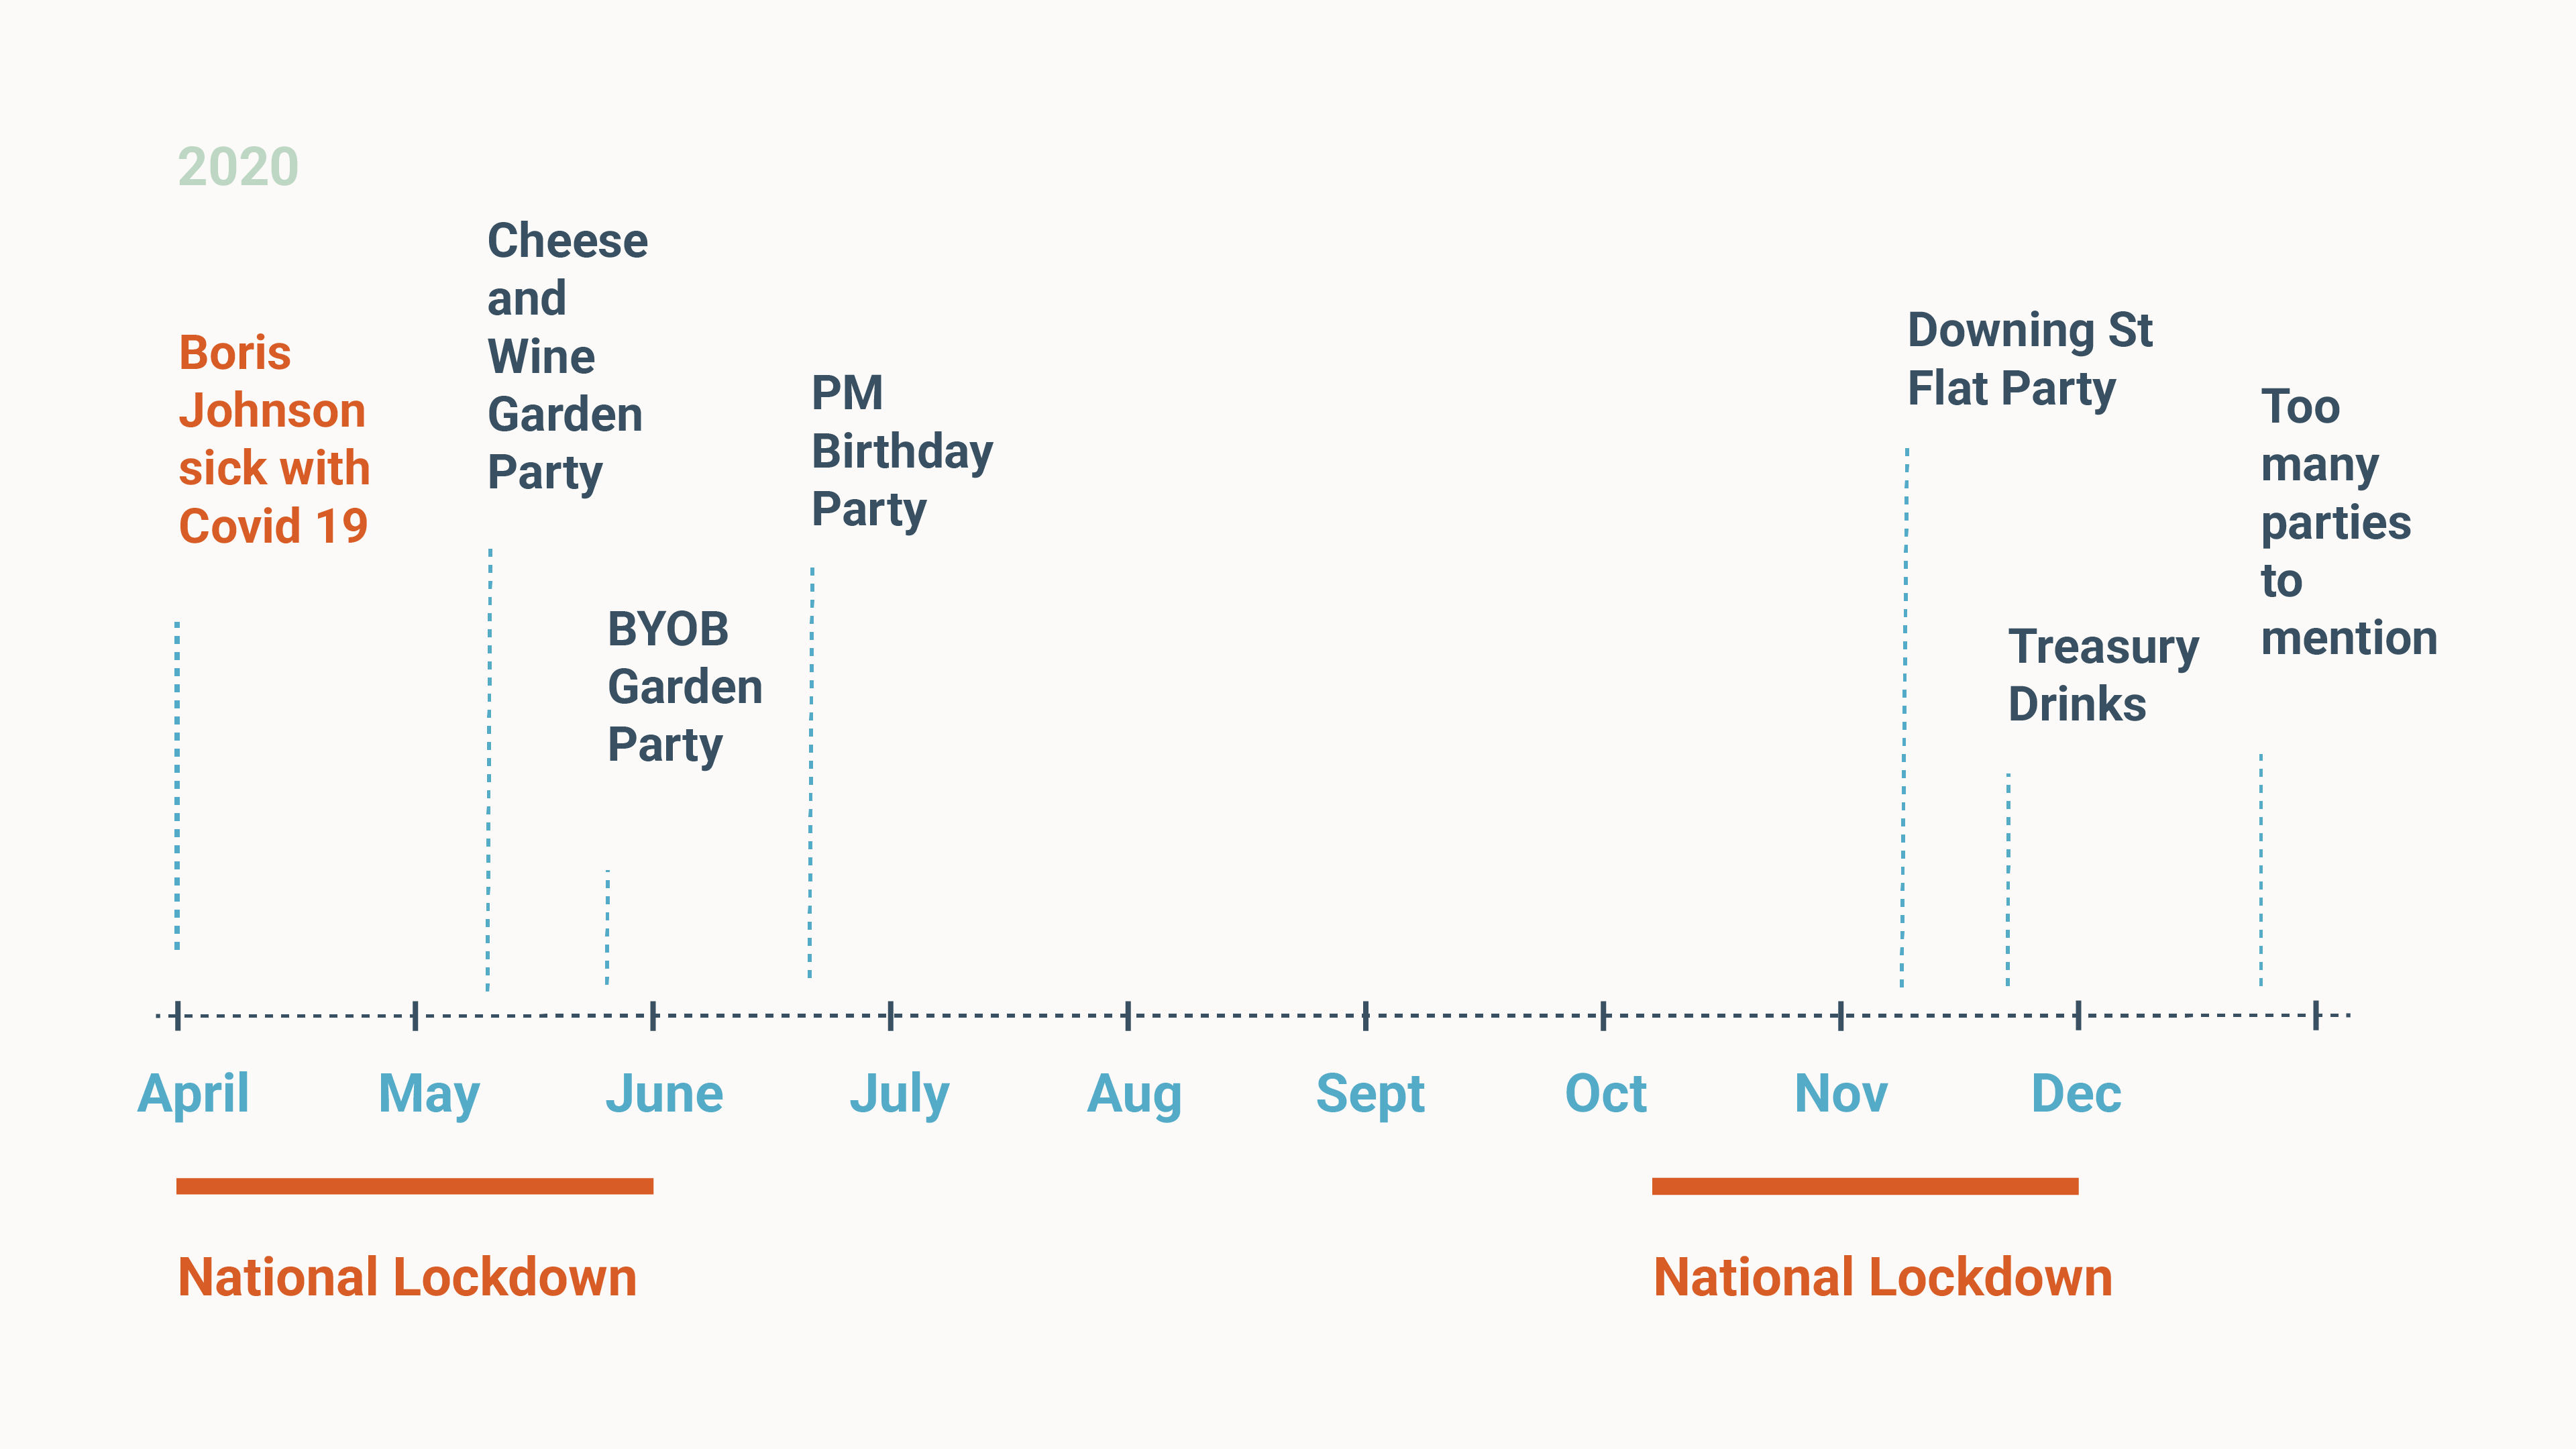 2020
Boris
Johnson
sick with
Covid 19
Cheese
and
Wine
Garden
Party
BYOB
Garden
Party
PM
Birthday
Party
Downing St
Flat Party
Treasury
Drinks
Too
many
parties
to
mention
April May June July Aug Sept Oct Nov Dec
National Lockdown
National Lockdown